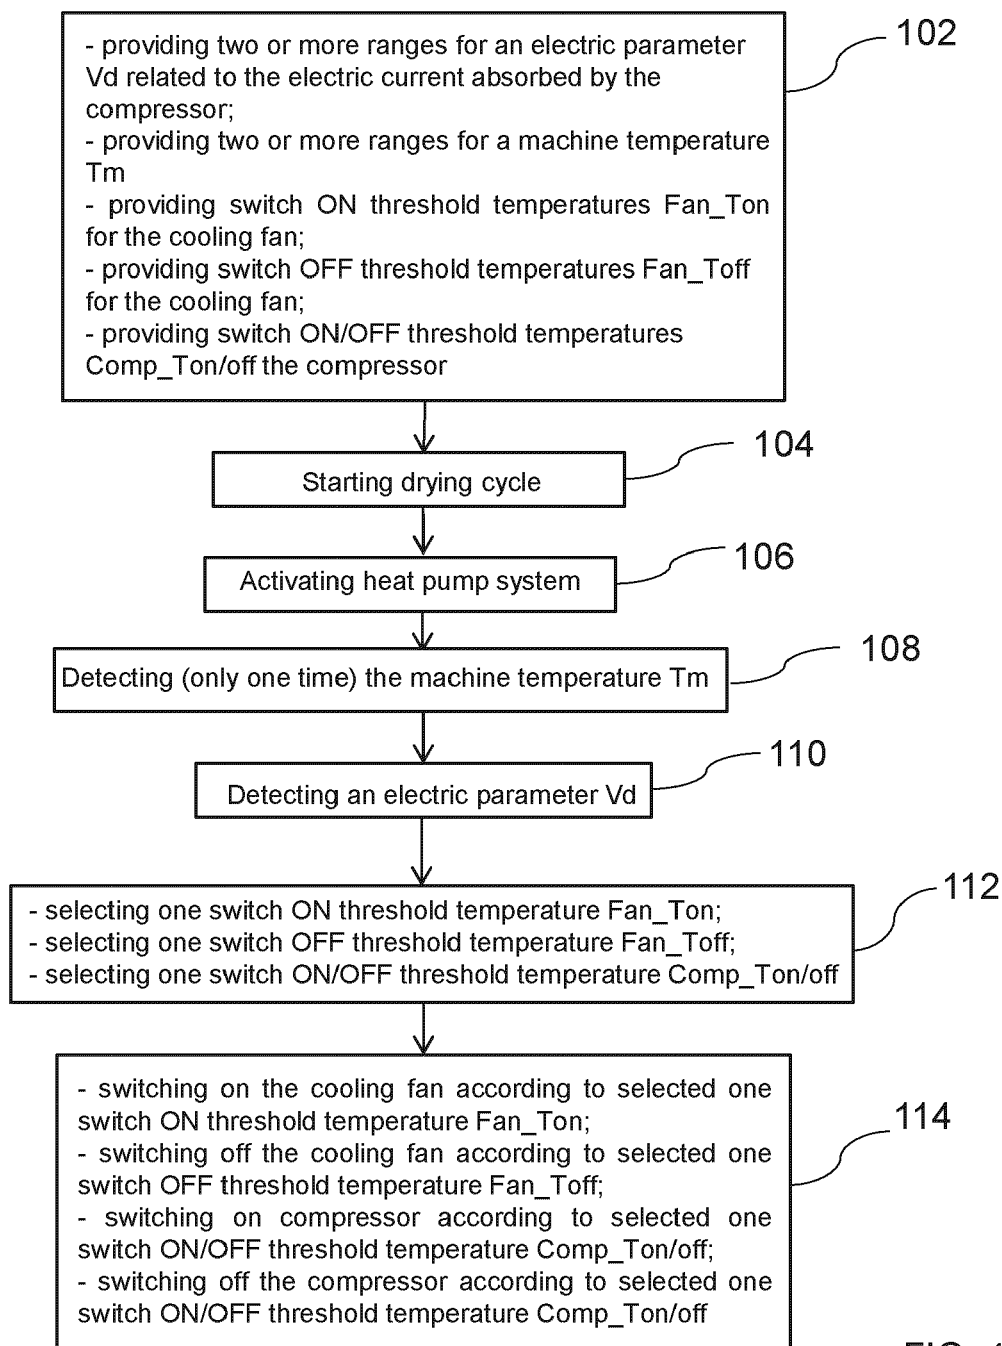 - providing two or more ranges for an electric parameter
Vd related to the electric current absorbed by the
compressor;
- providing two or more ranges for a machine temperature
Tm
- providing switch ON threshold temperatures Fan_Ton
for the cooling fan;
- providing switch OFF threshold temperatures Fan_Toff
for the cooling fan;
- providing switch ON/OFF threshold temperatures
Comp_Ton/off the compressor
102
Starting drying cycle
104
Activating heat pump system
106
Detecting (only one time) the machine temperature Tm
108
Detecting an electric parameter Vd
110
- selecting one switch ON threshold temperature Fan_Ton;
- selecting one switch OFF threshold temperature Fan_Toff;
- selecting one switch ON/OFF threshold temperature Comp_Ton/off
112
- switching on the cooling fan according to selected one
switch ON threshold temperature Fan_Ton;
- switching off the cooling fan according to selected one
switch OFF threshold temperature Fan_Toff;
- switching on compressor according to selected one
switch ON/OFF threshold temperature Comp_Ton/off;
- switching off the compressor according to selected one
switch ON/OFF threshold temperature Comp_Ton/off
114